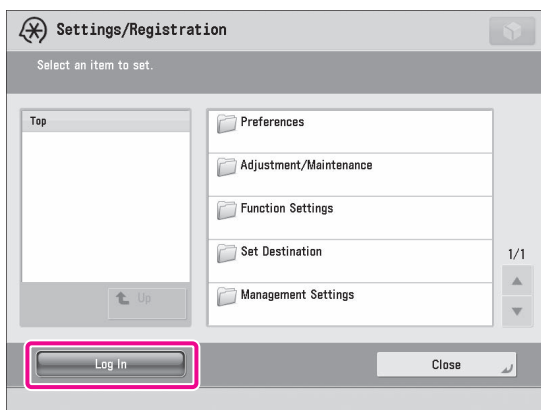 Settings/Registration
Select an item to set.
Top
Preferences
Adjustment/Maintenance
Function Settings
Set Destination
Management Settings
1/1
Up
Log In
Close